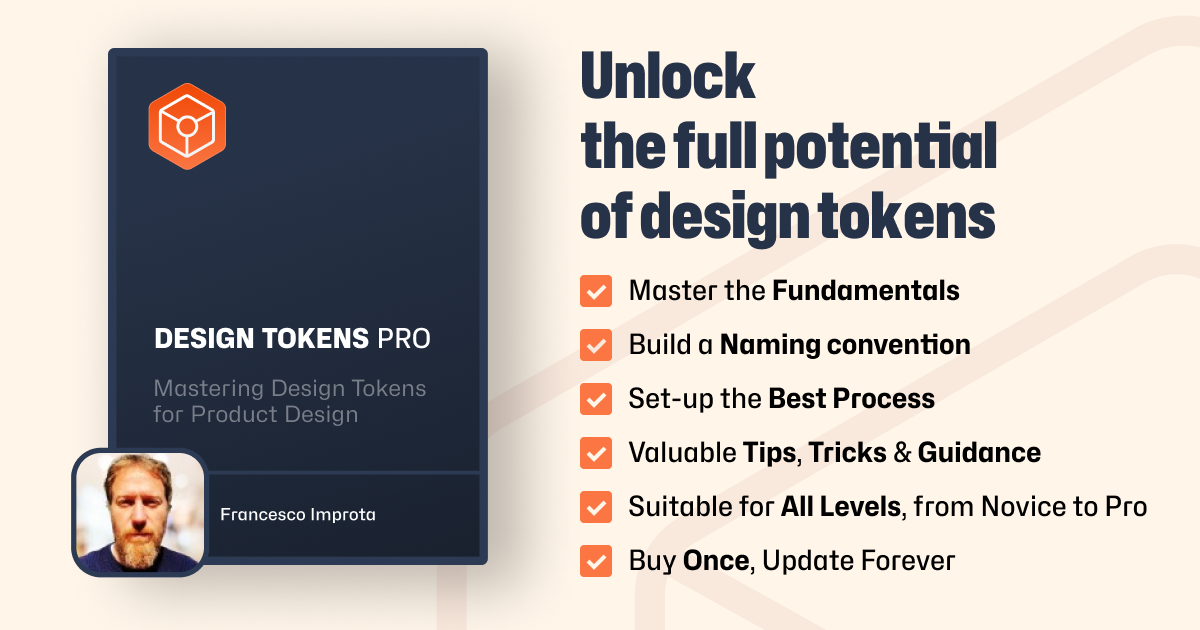 DESIGN TOKENS PRO
Mastering Design Tokens
for Product Design
Francesco Improta
Unlock
the full potential
of design tokens
Master the Fundamentals
Build a Naming convention
Set-up the Best Process
Valuable Tips, Tricks & Guidance
Suitable for All Levels, from Novice to Pro
Buy Once, Update Forever